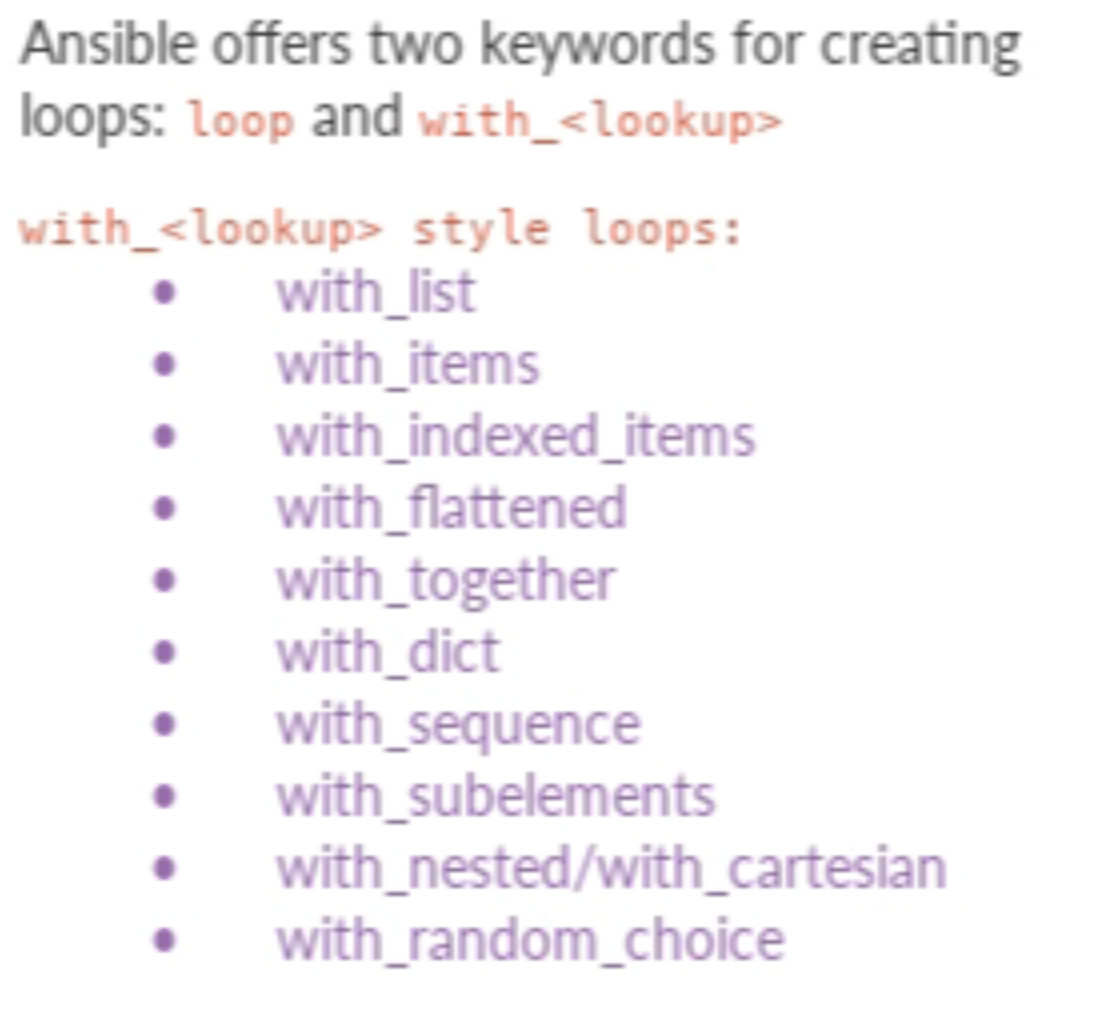 Ansible offers two keywords for creating
loops: loop and with_<lookup>
with_<lookup> style loops:
• with_list
• with_items
• with_indexed_items
• with_flattened
• with_together
• with_dict
• with_sequence
• with_subelements
• with_nested/with_cartesian
• with_random_choice